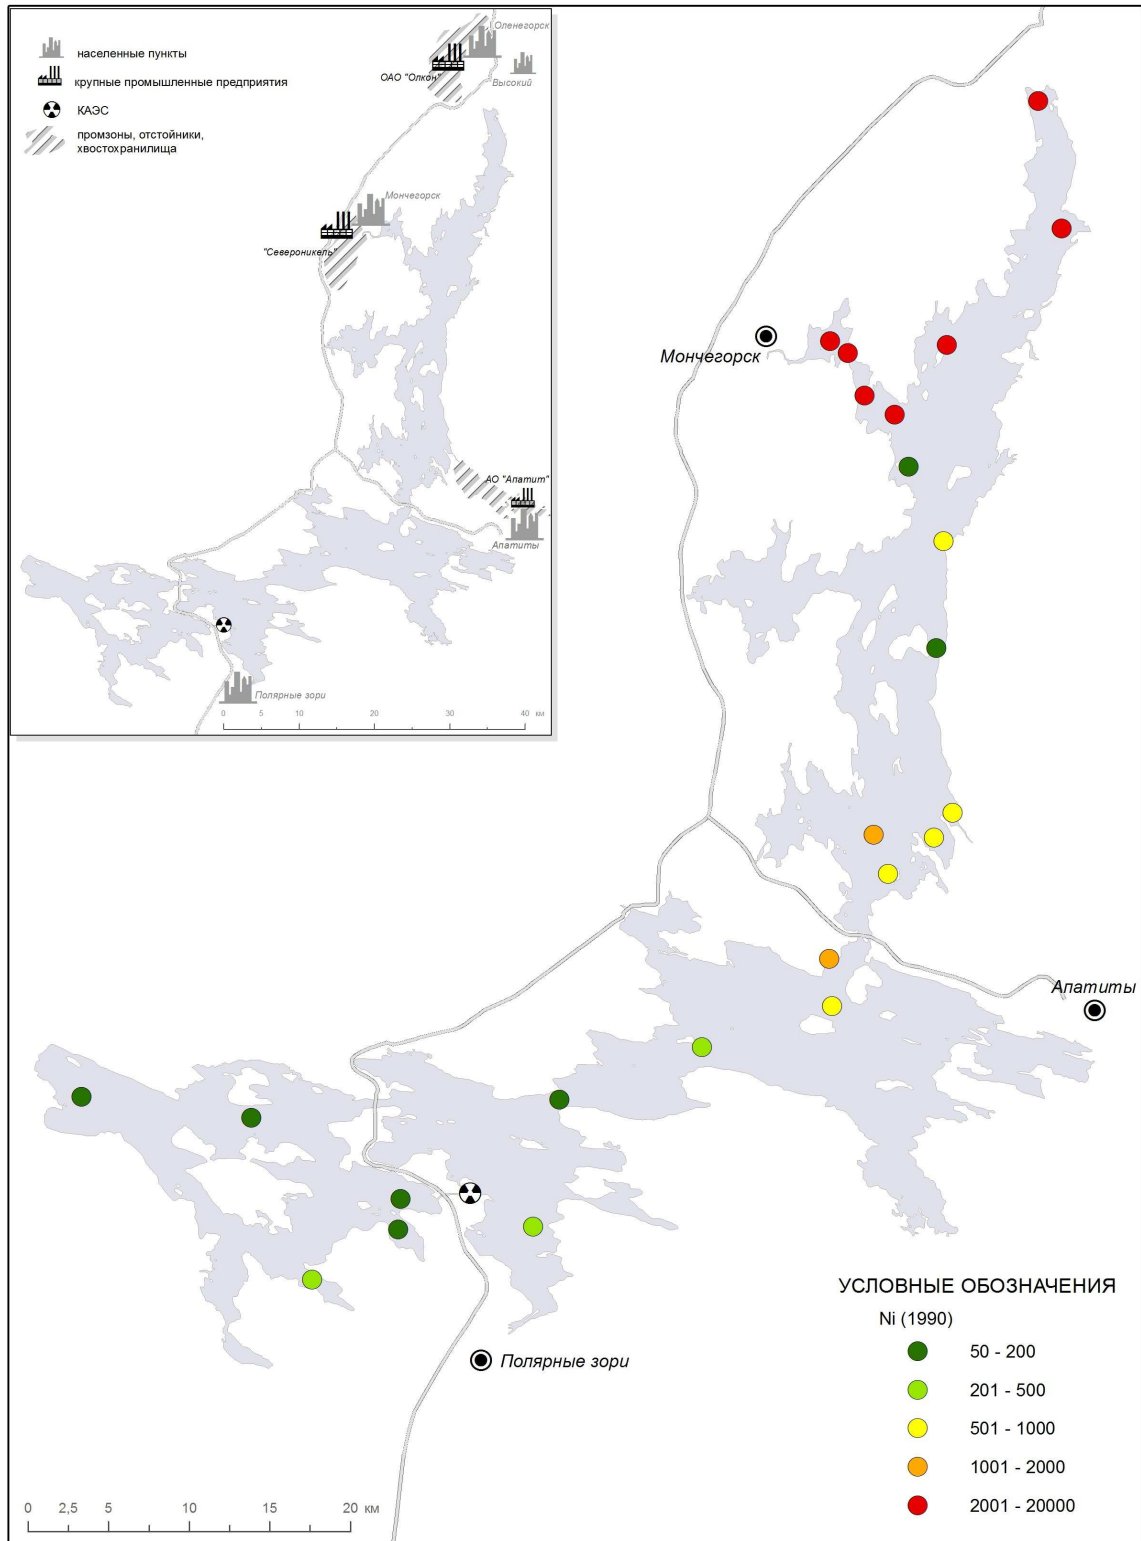 населенные пункты
крупные промышленные предприятия
КАЭС
промзоны, отстойники,
хвостохранилища
Оленегорск
ОАО "Олкон"
Высокий
Мончегорск
"Североникель"
АО "Апатит"
Апатиты
Полярные зори
0 5 10 20 30 40 км
Мончегорск
Апатиты
Полярные зори
УСЛОВНЫЕ ОБОЗНАЧЕНИЯ
Ni (1990)
50 - 200
201 - 500
501 - 1000
1001 - 2000
2001 - 20000
0 2,5 5 10 15 20 км